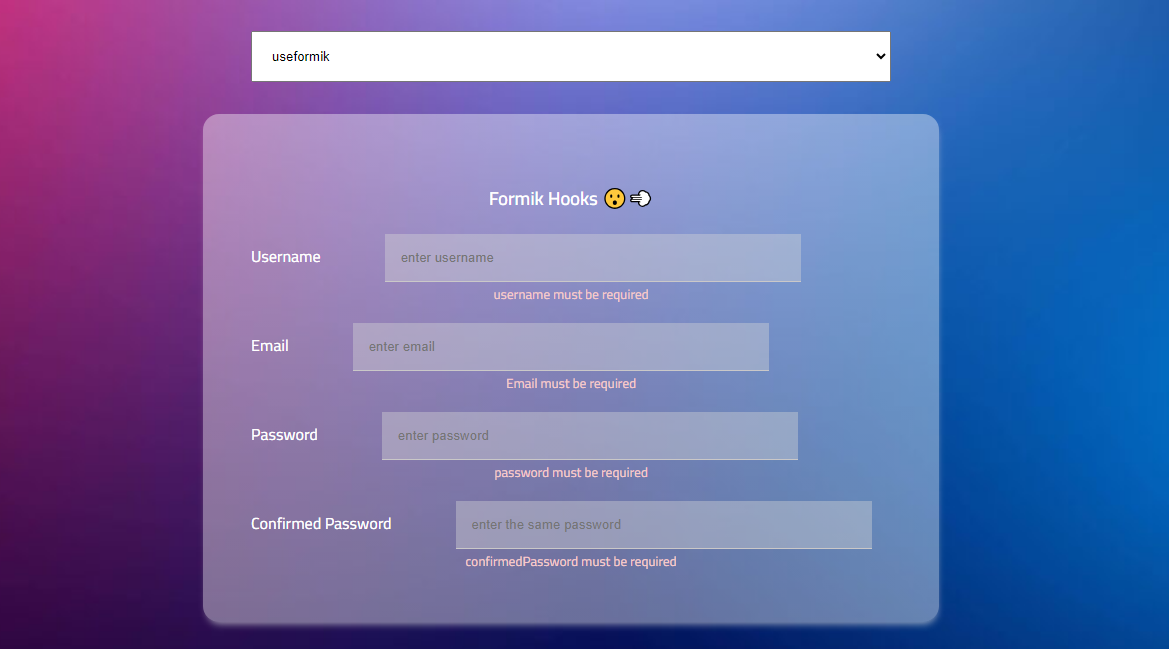 useformik
Formik Hooks 😯👈
Username
enter username
username must be required
Email
enter email
Email must be required
Password
enter password
password must be required
Confirmed Password
enter the same password
confirmedPassword must be required